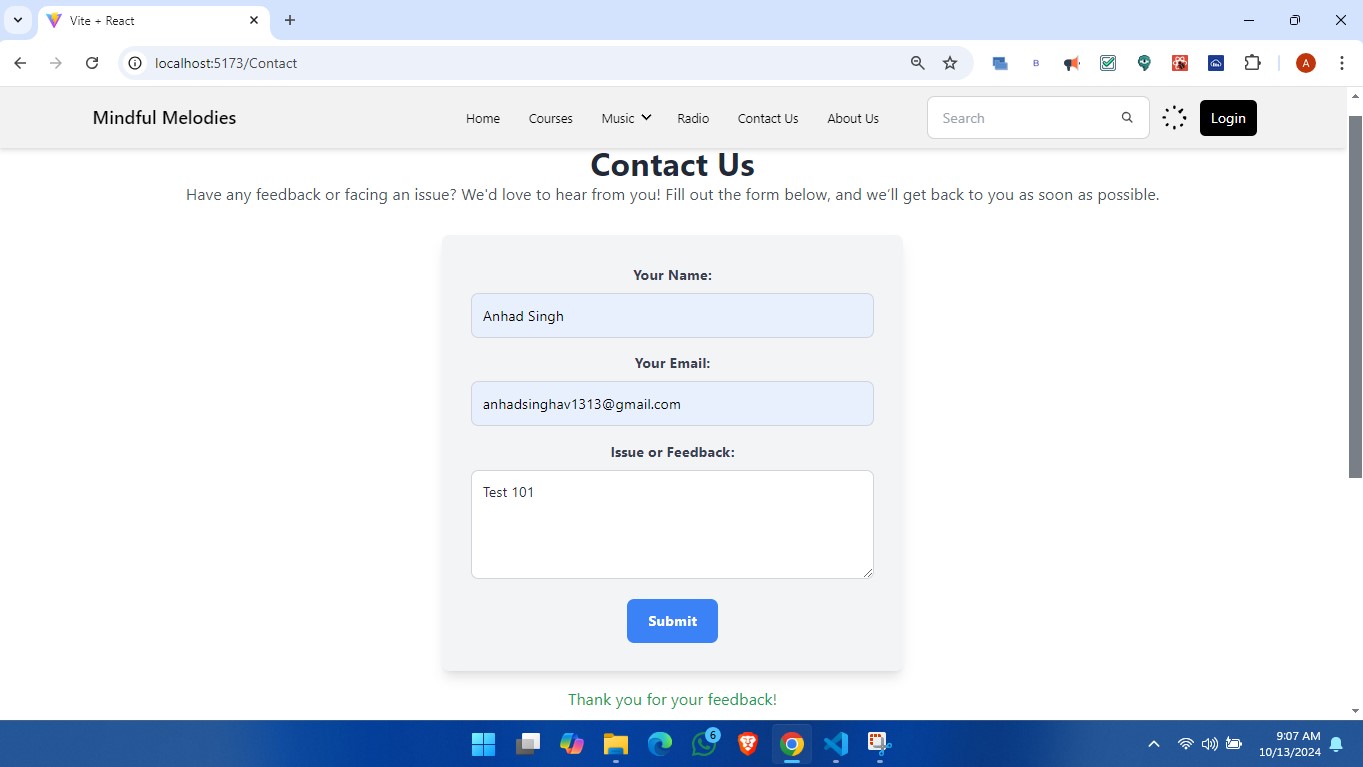 Vite + React
localhost:5173/Contact
B
A
Mindful Melodies
Home
Courses
Music
Radio
Contact Us
About Us
Search
Login
Contact Us
Have any feedback or facing an issue? We'd love to hear from you! Fill out the form below, and we’ll get back to you as soon as possible.
Your Name:
Anhad Singh
Your Email:
anhadsinghav1313@gmail.com
Issue or Feedback:
Test 101
Submit
Thank you for your feedback!
6
9:07 AM
10/13/2024